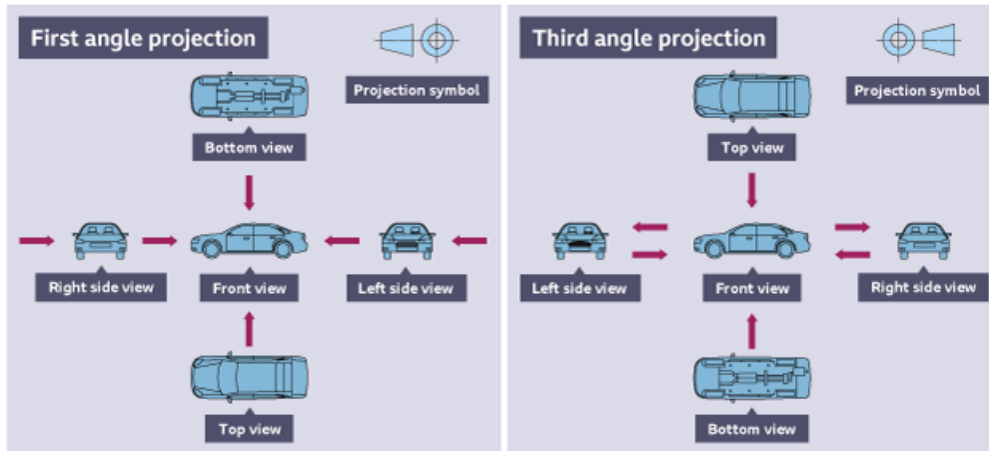 First angle projection
Projection symbol
Bottom view
Right side view
Front view
Left side view
Top view
Third angle projection
Projection symbol
Top view
Left side view
Front view
Right side view
Bottom view